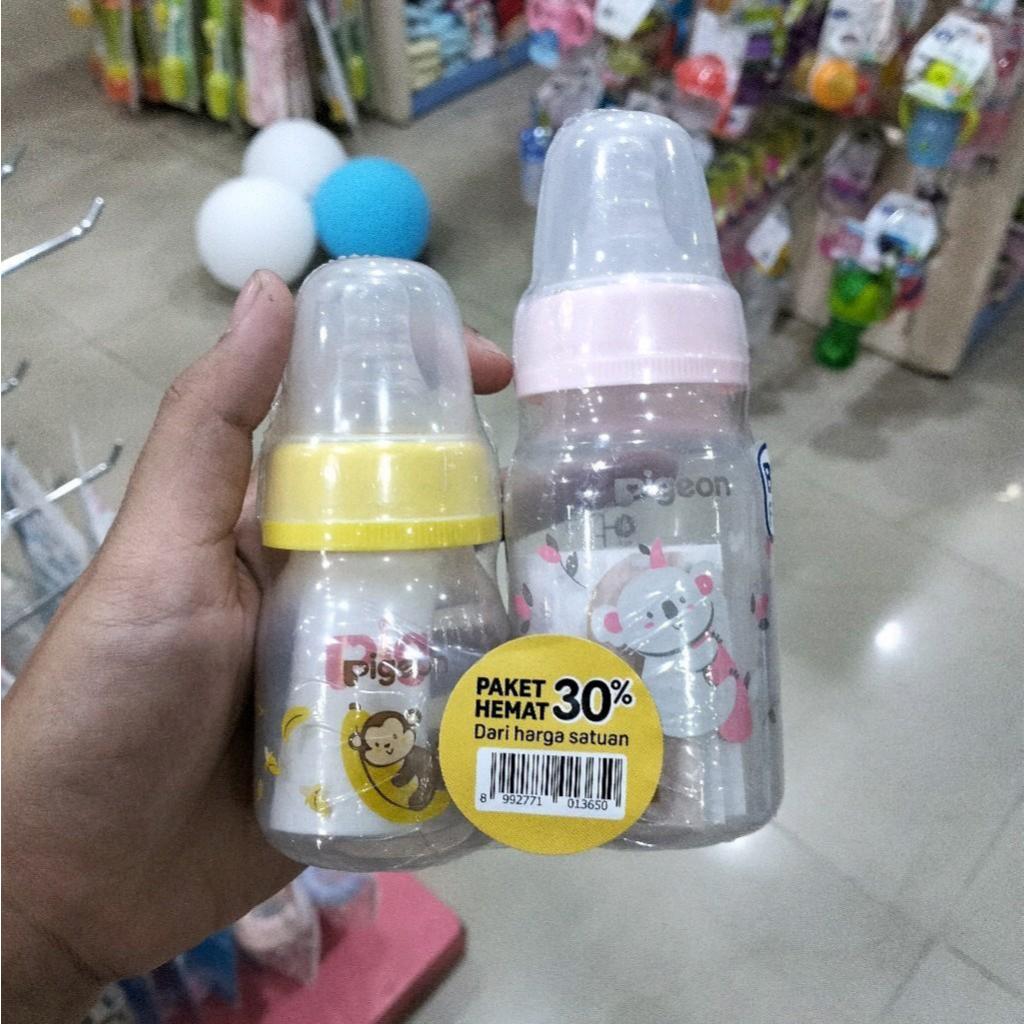 Pigeon
Pigeon
PAKET HEMAT 30%
Dari harga satuan
8 992771 013650